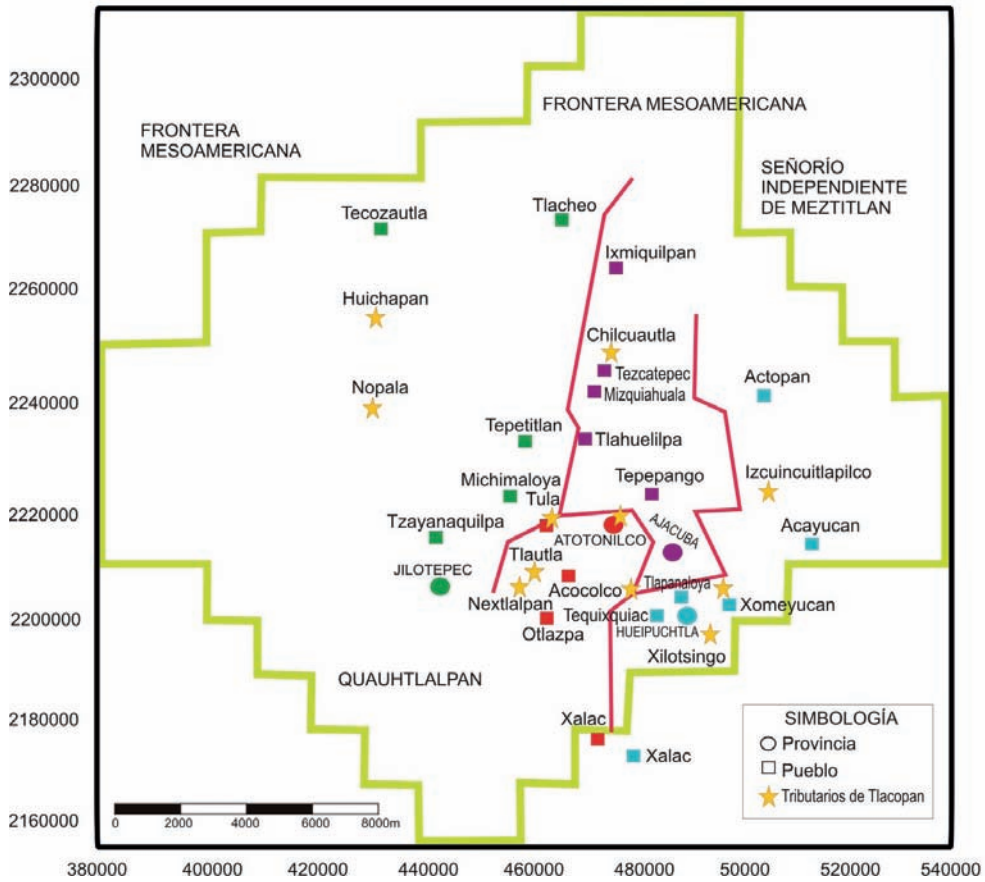 2300000
2280000
2260000
2240000
2220000
2200000
2180000
2160000
FRONTERA MESOAMERICANA
FRONTERA
MESOAMERICANA
SEÑORÍO
INDEPENDIENTE
DE MEZTITLAN
Tecozautla
Tlacheo
Ixmiquilpan
Huichapan
Chilcuautla
Tezcatepec
Nopala
Mizquiahuala
Actopan
Tepetitlan
Tlahuelilpa
Michimaloya
Tepepango
Izcuincuitlapilco
Tula
Tzayanaquilpa
ATOTONILCO
AJACUBA
Acayucan
Tlautla
JILOTEPEC
Acocolco
Tlapanaloya
Nextlalpan
Tequixquiac
Xomeyucan
Otlazpa
HUEIPUCHTLA
Xilotsingo
QUAUHTLALPAN
Xalac
Xalac
SIMBOLOGÍA
Provincia
Pueblo
Tributarios de Tlacopan
0 2000 4000 6000 8000m
380000 400000 420000 440000 460000 480000 500000 520000 540000